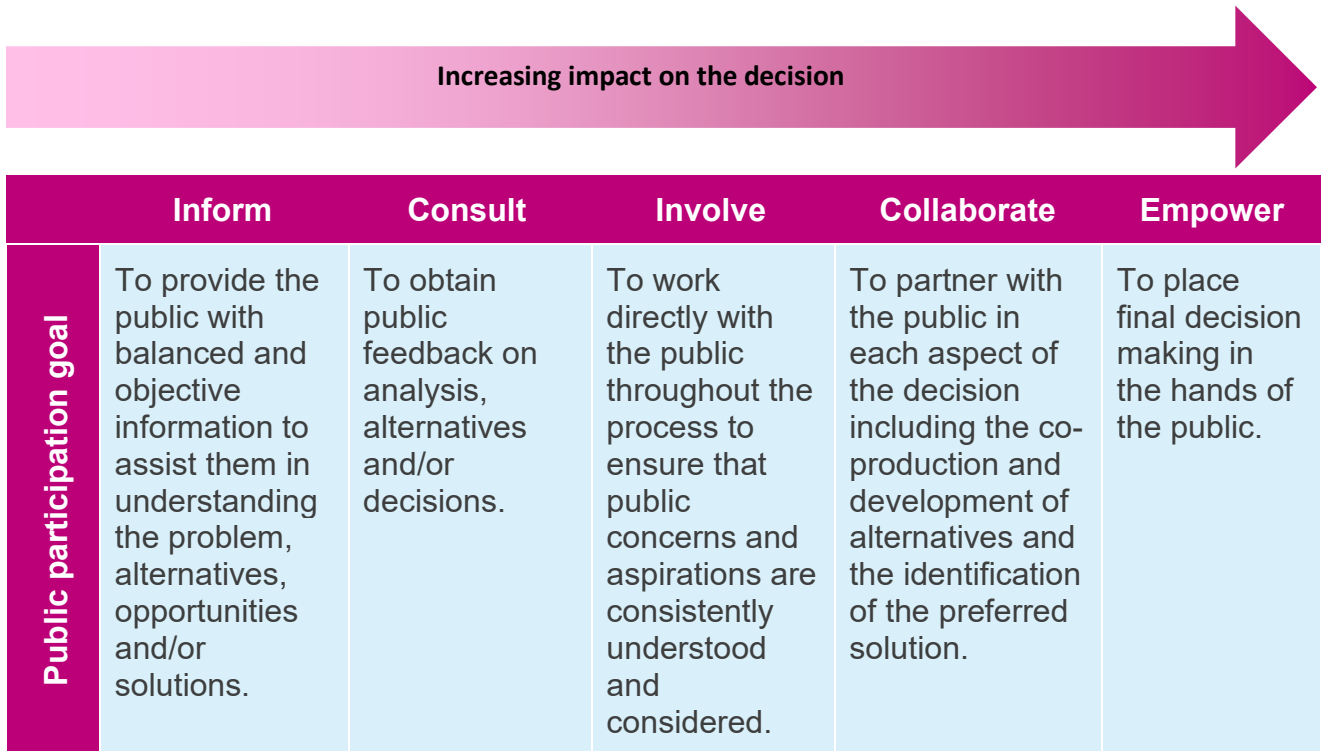 Increasing impact on the decision
Inform
Consult
Involve
Collaborate
Empower
Public participation goal
To provide the
public with
balanced and
objective
information to
assist them in
understanding
the problem,
alternatives,
opportunities
and/or
solutions.
To obtain
public
feedback on
analysis,
alternatives
and/or
decisions.
To work
directly with
the public
throughout the
process to
ensure that
public
concerns and
aspirations are
consistently
understood
and
considered.
To partner with
the public in
each aspect of
the decision
including the co-
production and
development of
alternatives and
the identification
of the preferred
solution.
To place
final decision
making in
the hands of
the public.